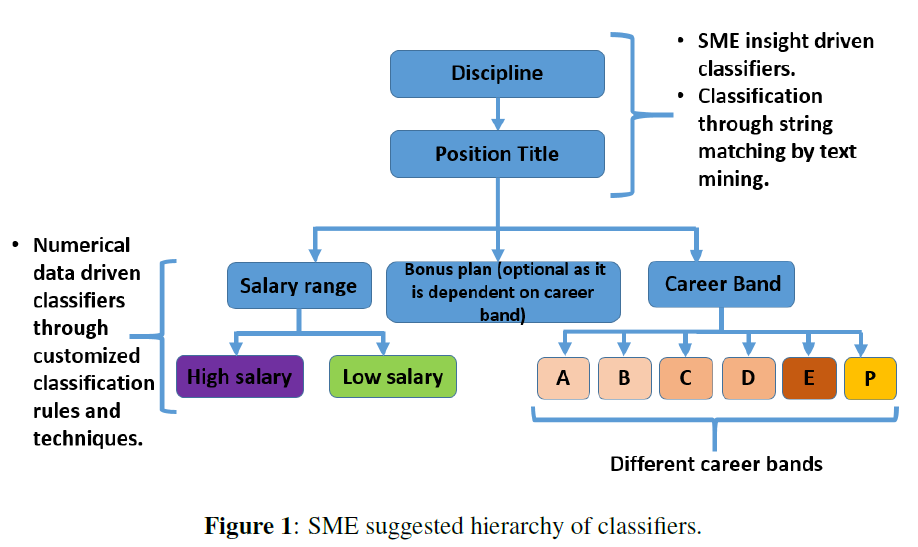 Discipline
Position Title
• SME insight driven
classifiers.
• Classification
through string
matching by text
mining.
• Numerical
data driven
classifiers
through
customized
classification
rules and
techniques.
Salary range
Bonus plan (optional as it
is dependent on career
band)
Career Band
High salary
Low salary
A
B
C
D
E
P
Different career bands
Figure 1: SME suggested hierarchy of classifiers.